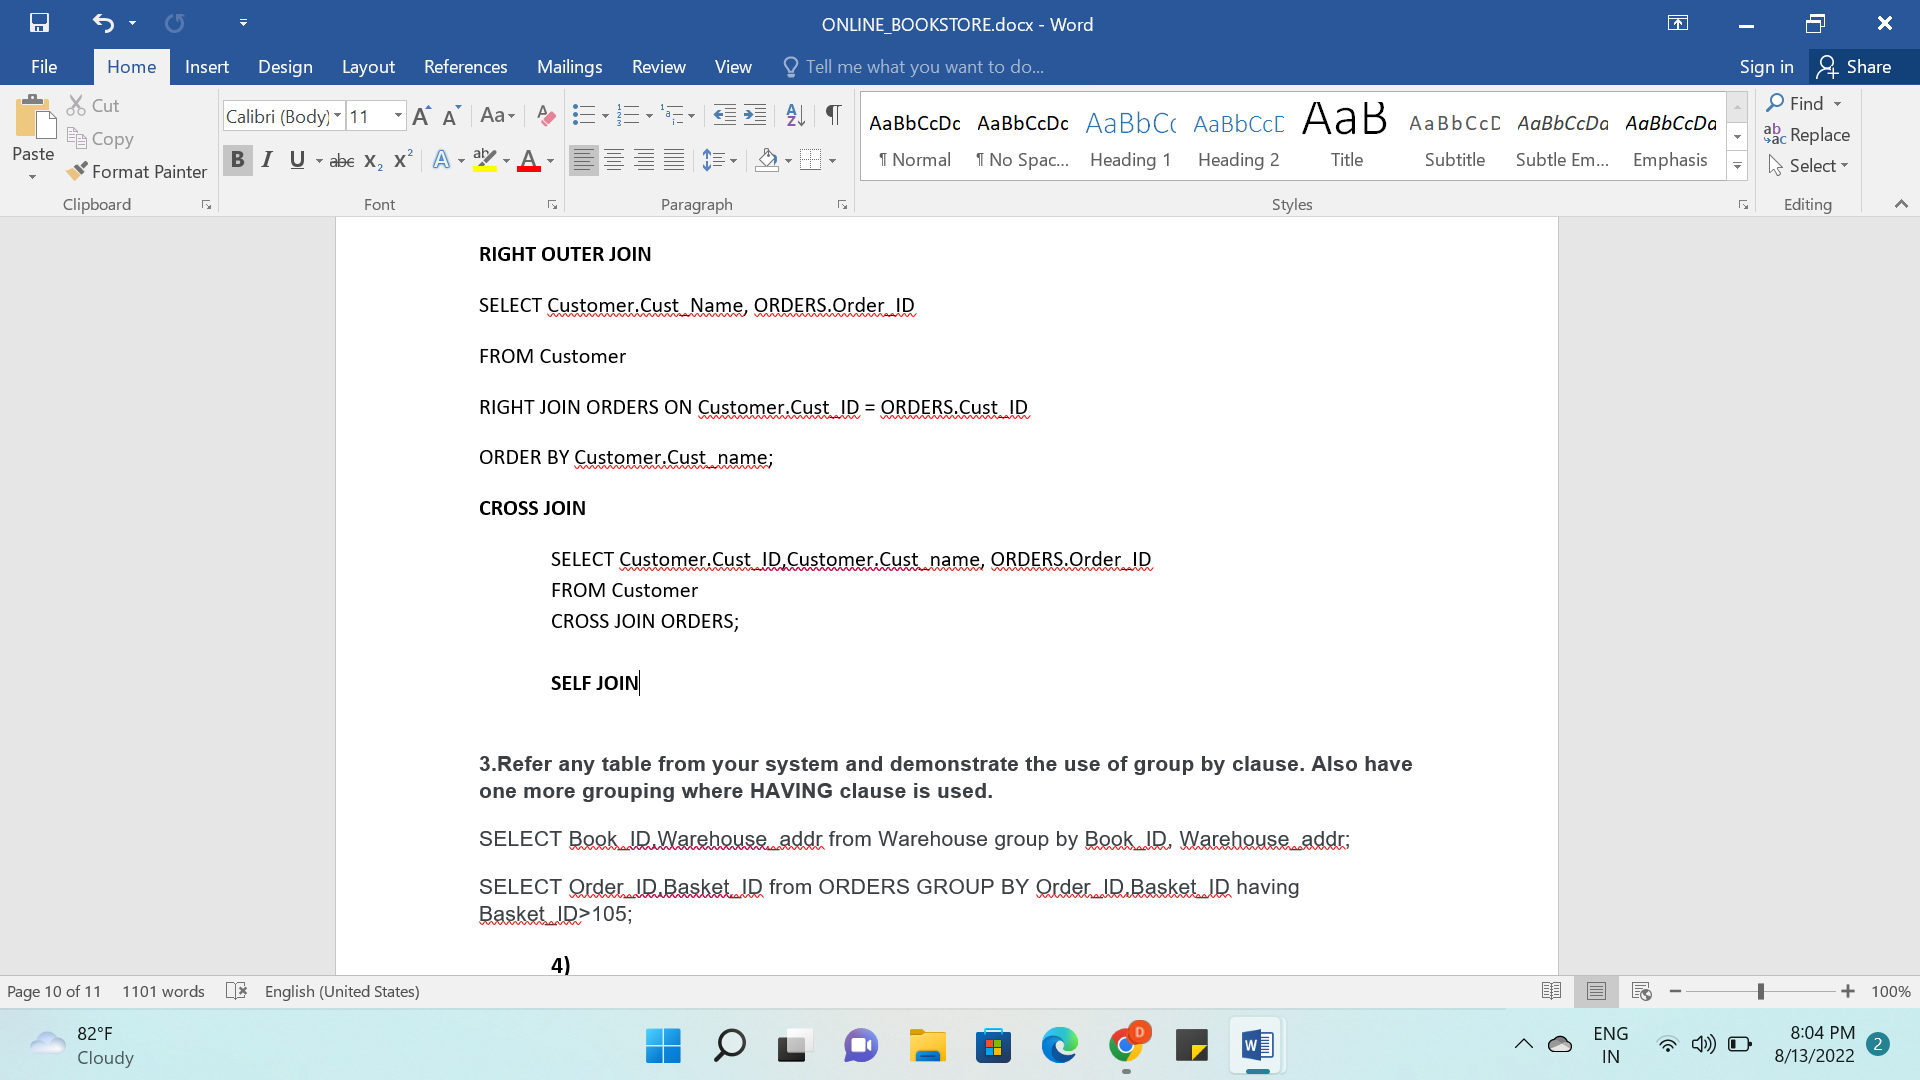 ONLINE_BOOKSTORE.docx - Word
File Home Insert Design Layout References Mailings Review View Tell me what you want to do... Sign in Share
Paste
Cut
Copy
Format Painter
Clipboard
Calibri (Body) 11
Font
Paragraph
AaBbCcDc AaBbCcDc AaBbCc AaBbCcD AaB AaBbCcD AaBbCcDd AaBbCcDd
¶ Normal ¶ No Spac... Heading 1 Heading 2 Title Subtitle Subtle Em... Emphasis
Styles
Find
Replace
Select
Editing
RIGHT OUTER JOIN
SELECT Customer.Cust_Name, ORDERS.Order_ID
FROM Customer
RIGHT JOIN ORDERS ON Customer.Cust_ID = ORDERS.Cust_ID
ORDER BY Customer.Cust_name;
CROSS JOIN
SELECT Customer.Cust_ID,Customer.Cust_name, ORDERS.Order_ID
FROM Customer
CROSS JOIN ORDERS;
SELF JOIN
3.Refer any table from your system and demonstrate the use of group by clause. Also have
one more grouping where HAVING clause is used.
SELECT Book_ID,Warehouse_addr from Warehouse group by Book_ID, Warehouse_addr;
SELECT Order_ID,Basket_ID from ORDERS GROUP BY Order_ID,Basket_ID having
Basket_ID>105;
4)
Page 10 of 11 1101 words English (United States) 100%
82°F
Cloudy
D
ENG
IN
8:04 PM
8/13/2022
2